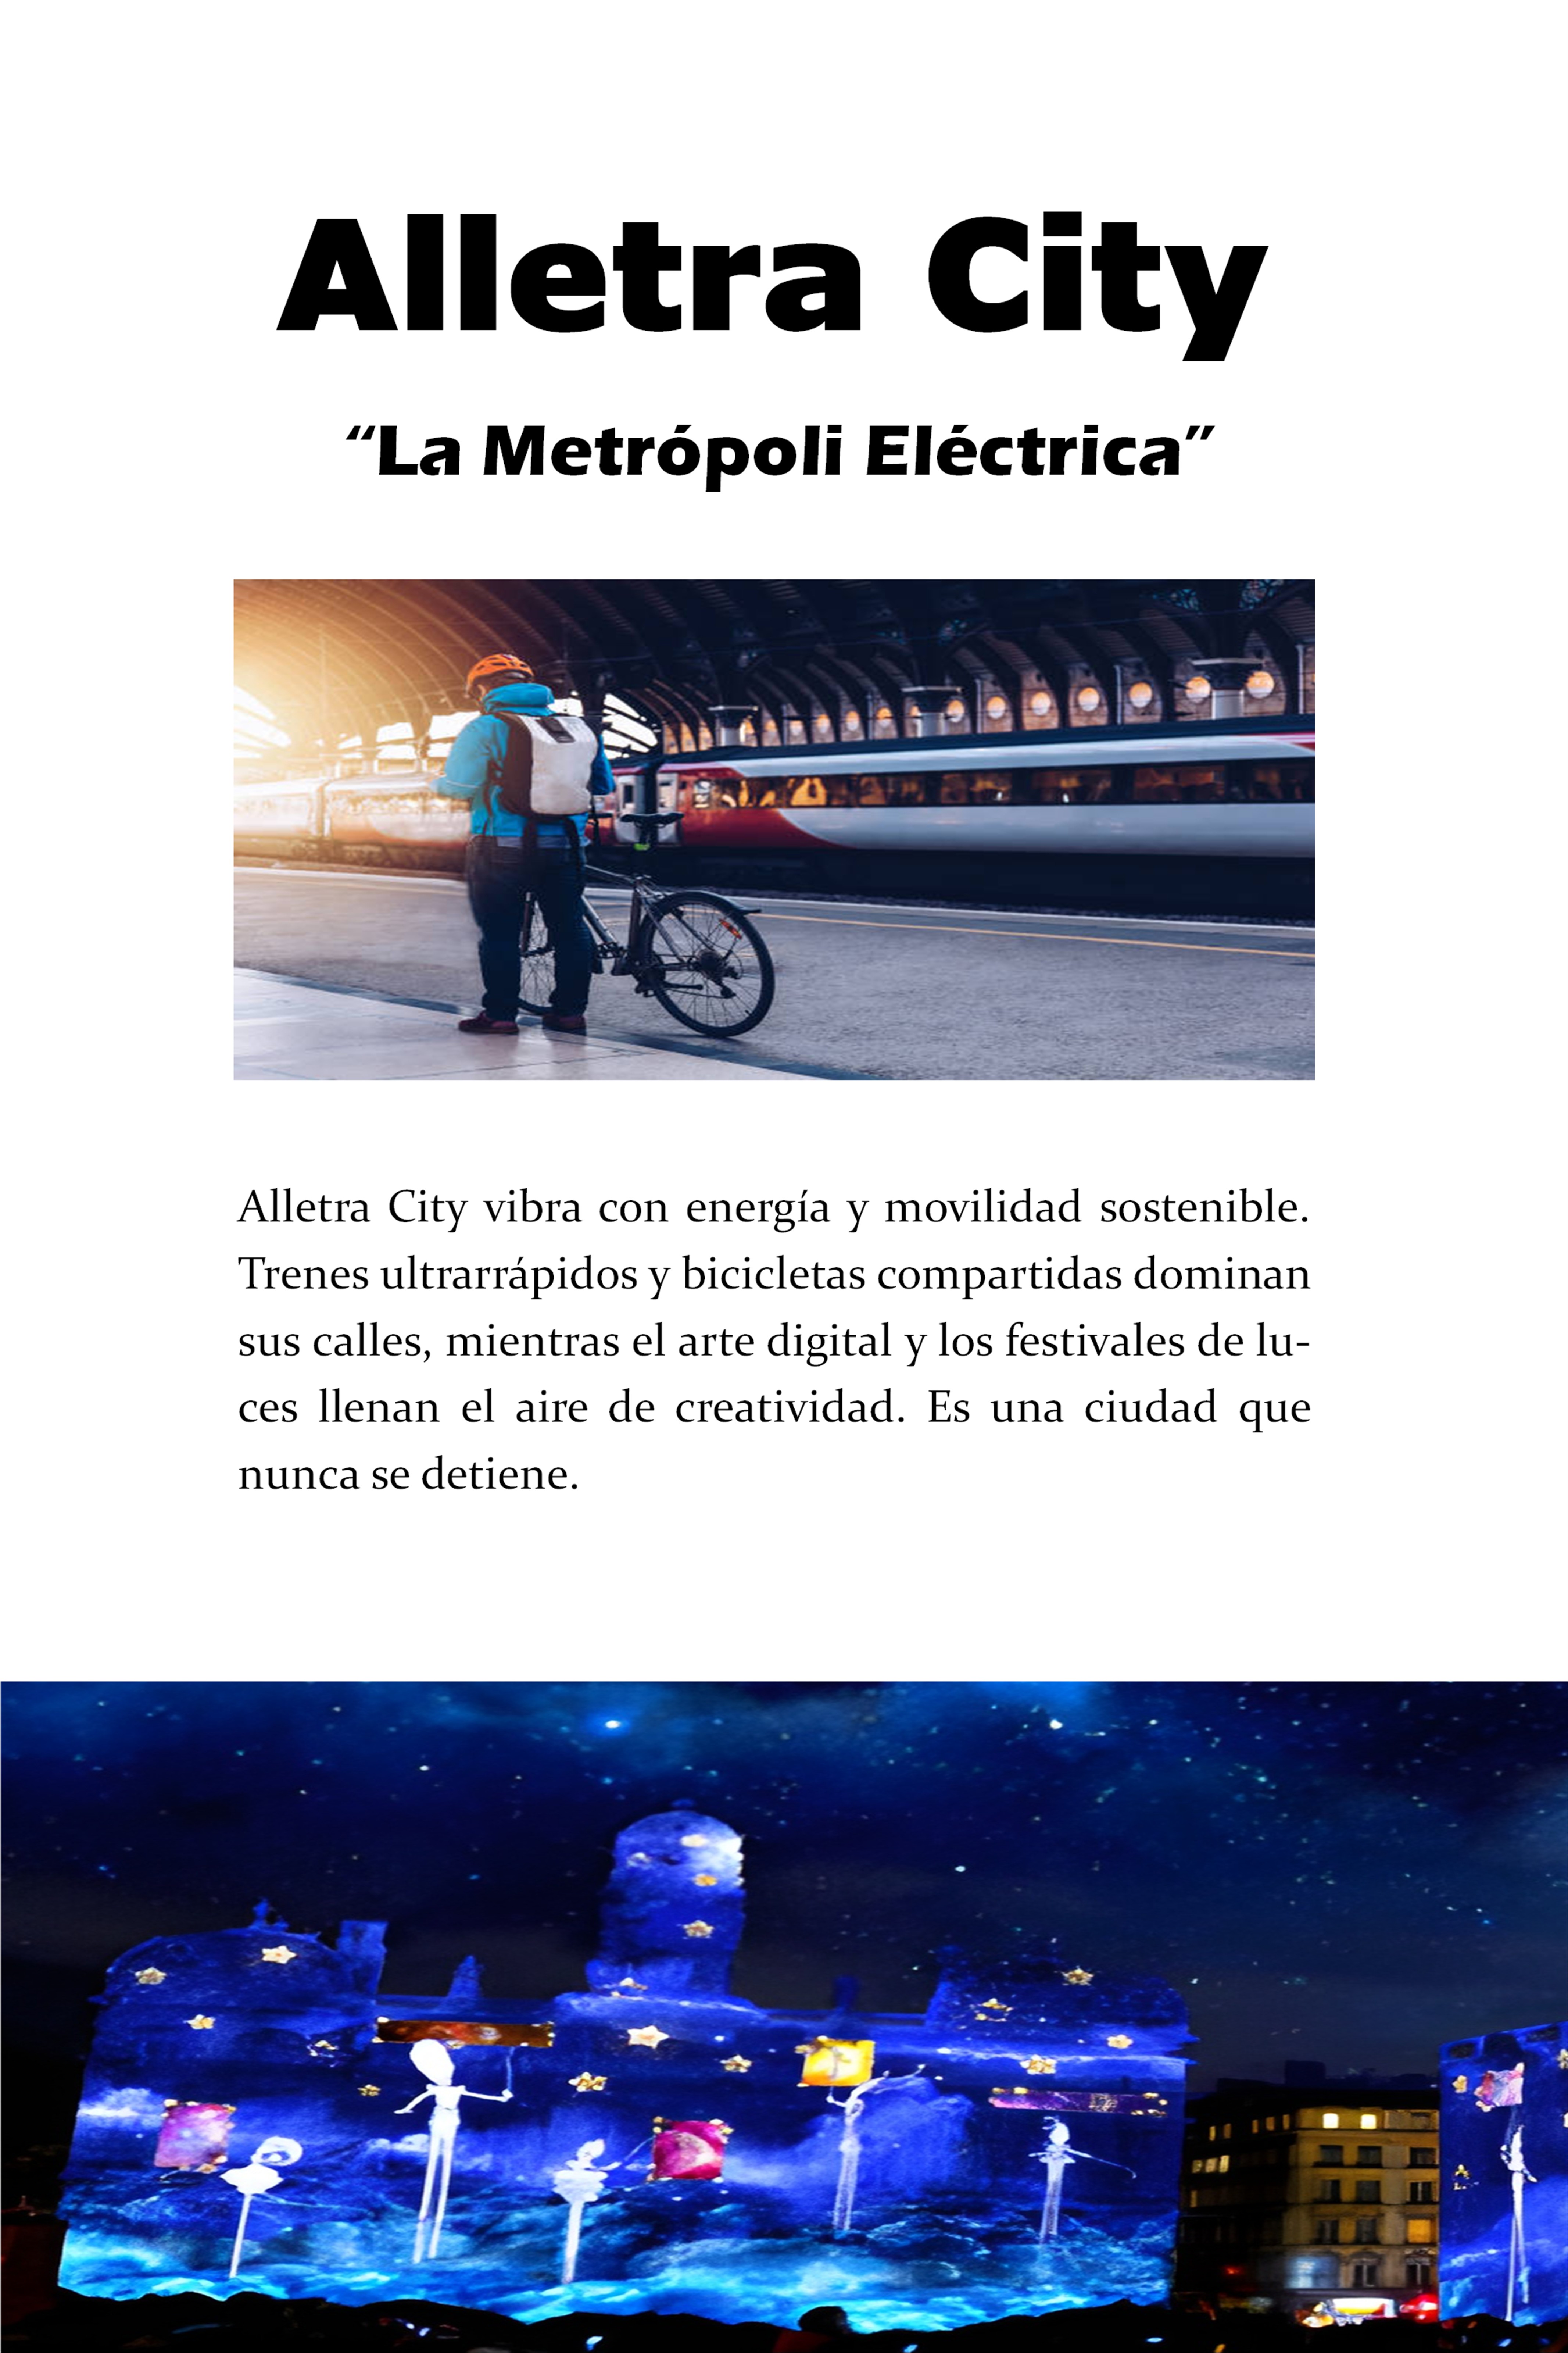 Alletra City
“La Metrópoli Eléctrica”
Alletra City vibra con energía y movilidad sostenible.
Trenes ultrarrápidos y bicicletas compartidas dominan
sus calles, mientras el arte digital y los festivales de lu-
ces llenan el aire de creatividad. Es una ciudad que
nunca se detiene.